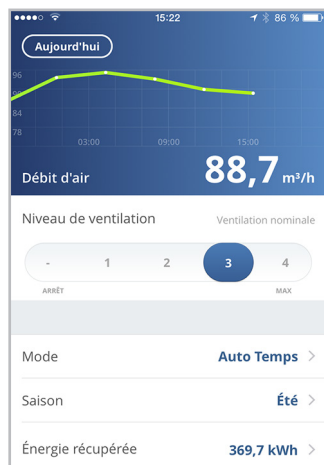 15:22
86 %
Aujourd'hui
96
90
84
78
03:00 09:00 15:00
Débit d'air 88,7 m³/h
Niveau de ventilation Ventilation nominale
- 1 2 3 4
ARRÊT MAX
Mode Auto Temps
Saison Été
Énergie récupérée 369,7 kWh